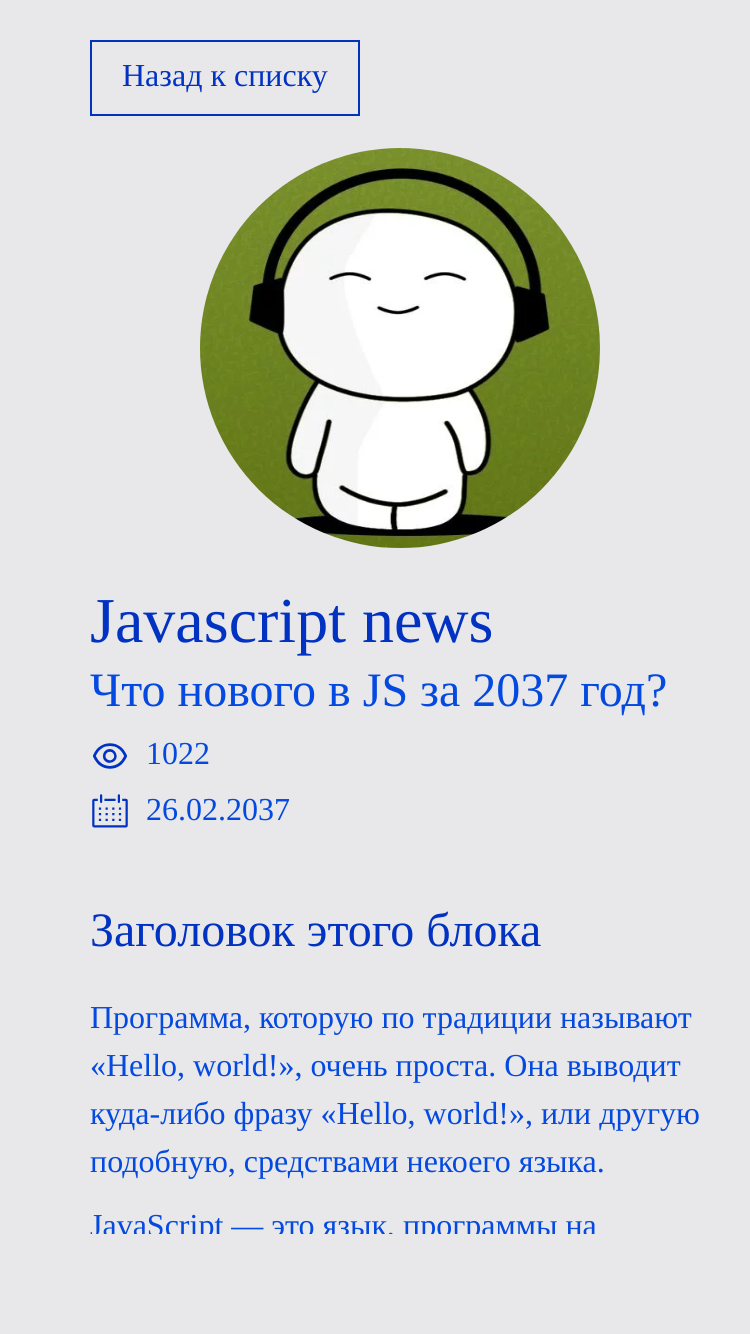 Назад к списку
Javascript news
Что нового в JS за 2037 год?
1022
26.02.2037
Заголовок этого блока
Программа, которую по традиции называют
«Hello, world!», очень проста. Она выводит
куда-либо фразу «Hello, world!», или другую
подобную, средствами некоего языка.
JavaScript — это язык, программы на